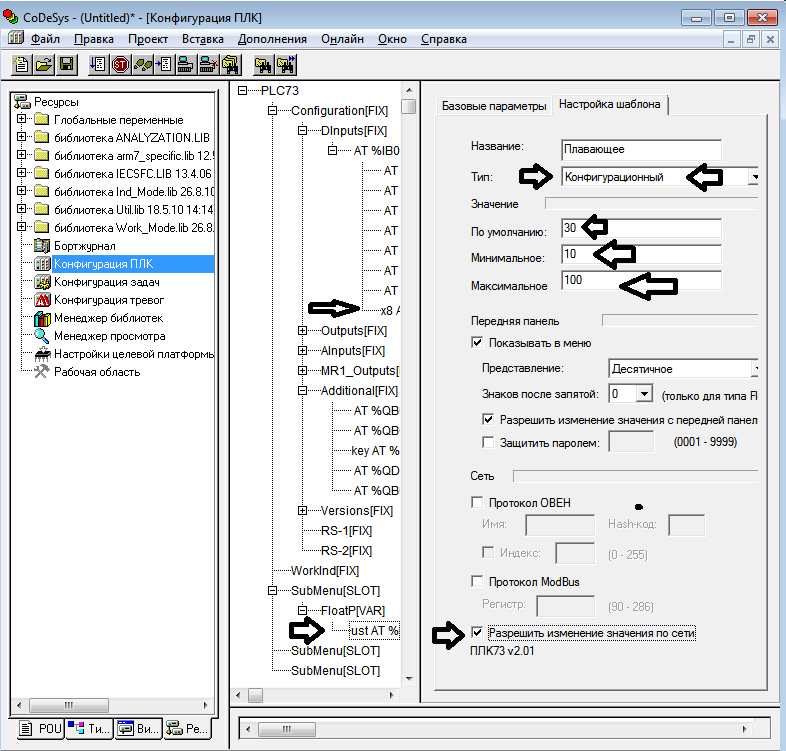 CoDeSys - (Untitled)* - [Конфигурация ПЛК]
Файл Правка Проект Вставка Дополнения Онлайн Окно Справка
Ресурсы
Глобальные переменные
библиотека ANALYZATION.LIB
библиотека arm7_specific.lib 12.5
библиотека IECSFC.LIB 13.4.06
библиотека Ind_Mode.lib 26.8.10
библиотека Util.lib 18.5.10 14:14
библиотека Work_Mode.lib 26.8.
Бортжурнал
Конфигурация ПЛК
Конфигурация задач
Конфигурация тревог
Менеджер библиотек
Менеджер просмотра
Настройки целевой платформы
Рабочая область
POU Ти... Ви... Ре...
PLC73
Configuration[FIX]
DInputs[FIX]
AT %IB0
AT
AT
AT
AT
AT
AT
AT
x8 A
Outputs[FIX]
AInputs[FIX]
MR1_Outputs[
Additional[FIX]
AT %QB
AT %QB
key AT %
AT %QD
AT %QB
Versions[FIX]
RS-1[FIX]
RS-2[FIX]
WorkInd[FIX]
SubMenu[SLOT]
FloatP[VAR]
ust AT %
SubMenu[SLOT]
SubMenu[SLOT]
Базовые параметры Настройка шаблона
Название: Плавающее
Тип: Конфигурационный
Значение
По умолчанию: 30
Минимальное: 10
Максимальное 100
Передняя панель
Показывать в меню
Представление: Десятичное
Знаков после запятой: 0 (только для типа Fl
Разрешить изменение значения с передней панел
Защитить паролем: (0001 - 9999)
Сеть
Протокол ОВЕН
Имя: Hash-код:
Индекс: (0 - 255)
Протокол ModBus
Регистр: (90 - 286)
Разрешить изменение значения по сети
ПЛК73 v2.01